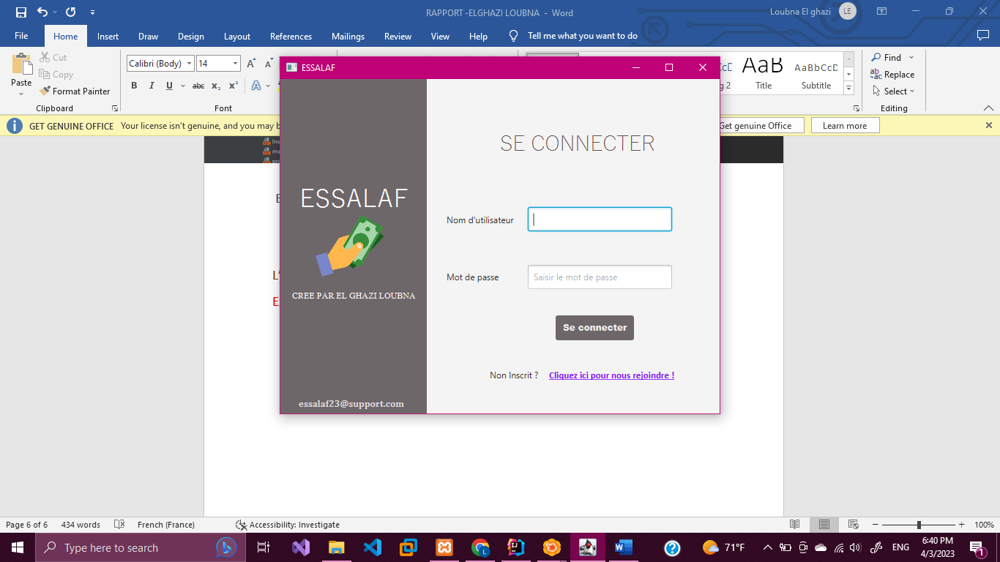 RAPPORT -ELGHAZI LOUBNA - Word
Loubna El ghazi LE
File Home Insert Draw Design Layout References Mailings Review View Help Tell me what you want to do
Paste
Cut
Copy
Format Painter
Clipboard
Calibri (Body) 14
Font
AaB
AaBbCcD
g 2 Title Subtitle
Find
Replace
Select
Editing
GET GENUINE OFFICE Your license isn't genuine, and you may b
Get genuine Office Learn more
ESSALAF
ESSALAF
CREE PAR EL GHAZI LOUBNA
essalaf23@support.com
SE CONNECTER
Nom d'utilisateur
Mot de passe Saisir le mot de passe
Se connecter
Non Inscrit ? Cliquez ici pour nous rejoindre !
Page 6 of 6 434 words French (France) Accessibility: Investigate 100%
Type here to search
71°F ENG 6:40 PM
4/3/2023 1